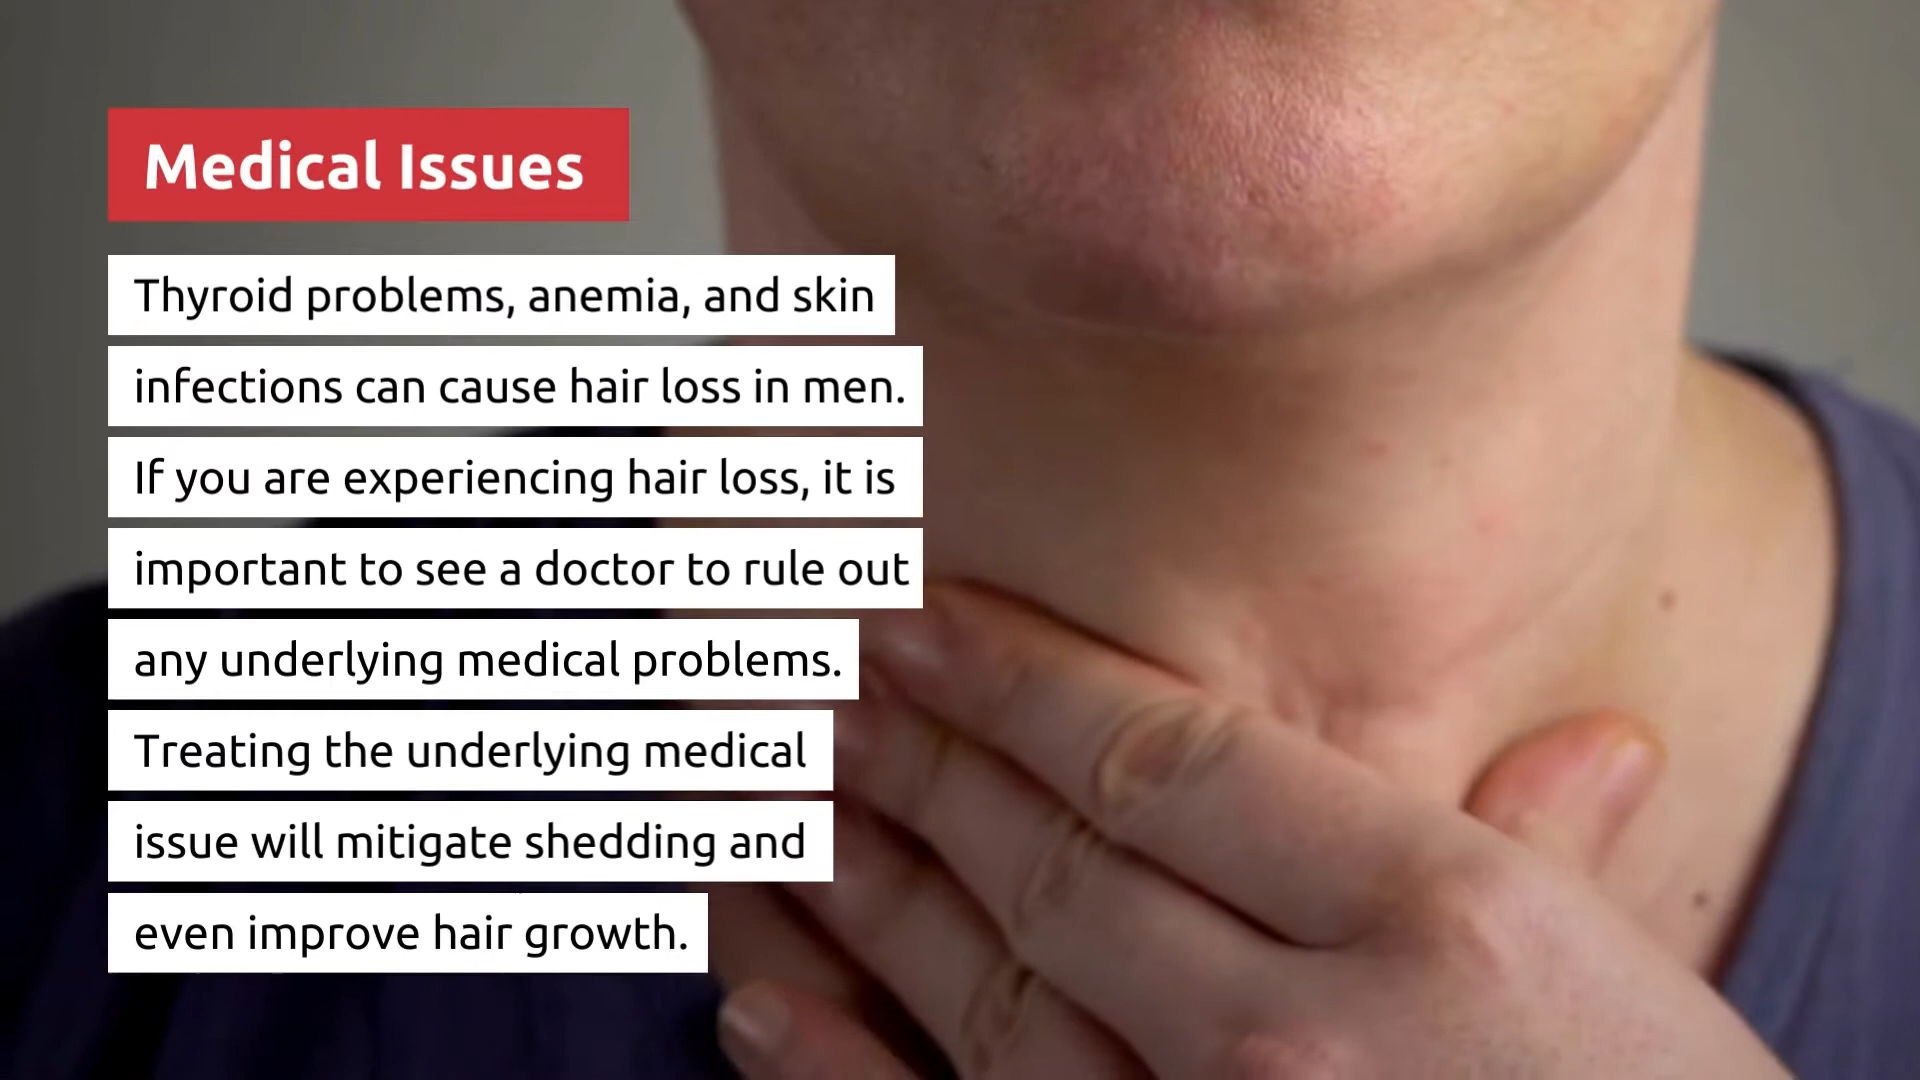 Medical Issues
Thyroid problems, anemia, and skin
infections can cause hair loss in men.
If you are experiencing hair loss, it is
important to see a doctor to rule out
any underlying medical problems.
Treating the underlying medical
issue will mitigate shedding and
even improve hair growth.